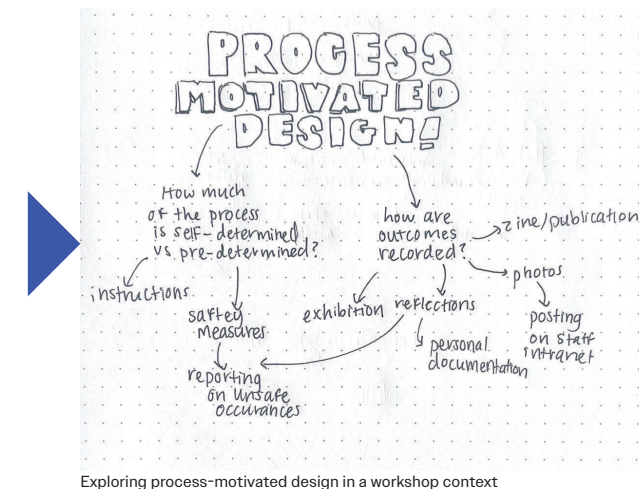 PROCESS
MOTIVATED
DESIGN!
How much
of the process
is self-determined
vs pre-determined?
instructions
saftey
measures
reporting
on unsafe
occurances
how are
outcomes
recorded?
zine/publication
photos
posting
on staff
intranet
exhibition
reflections
personal
documentation
Exploring process-motivated design in a workshop context